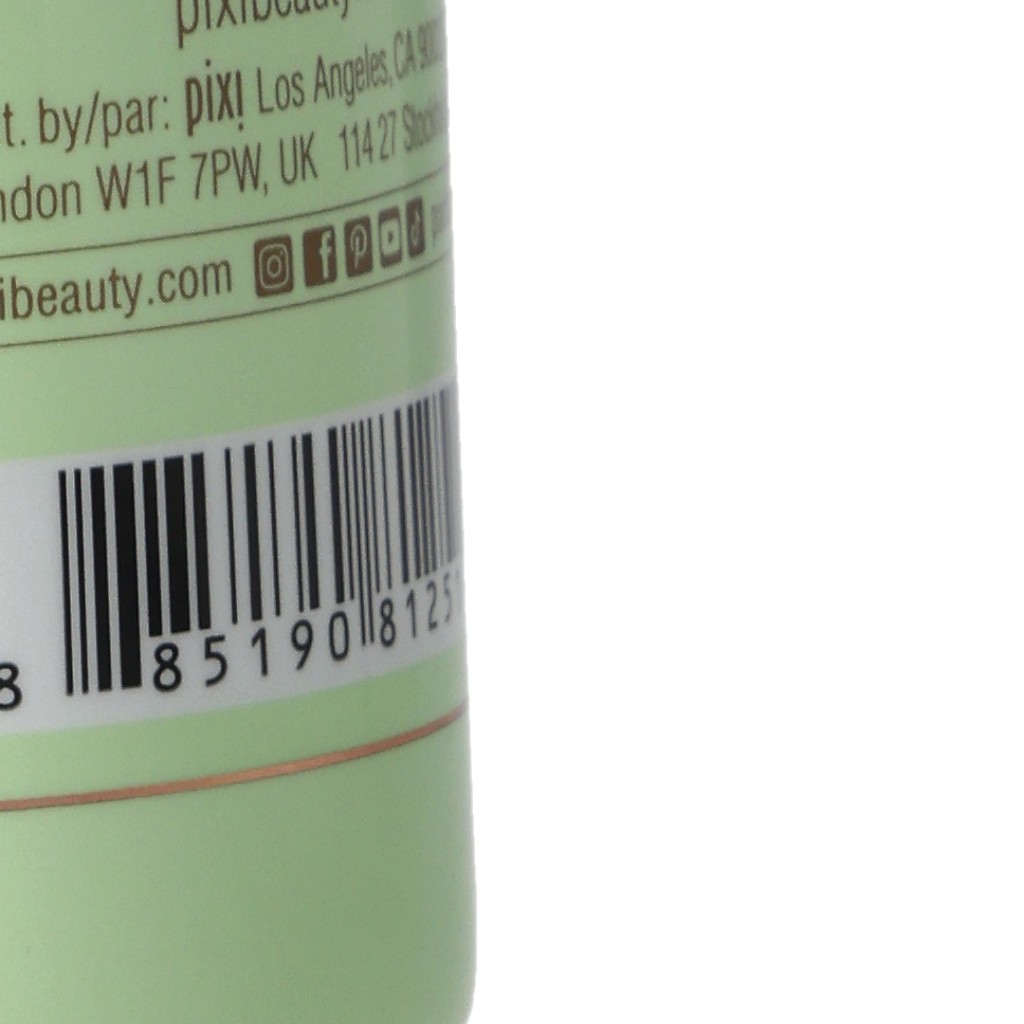 pixibeauty
t. by/par: pixi Los Angeles, CA
ndon W1F 7PW, UK 114 27
ibeauty.com
8 85190 8125